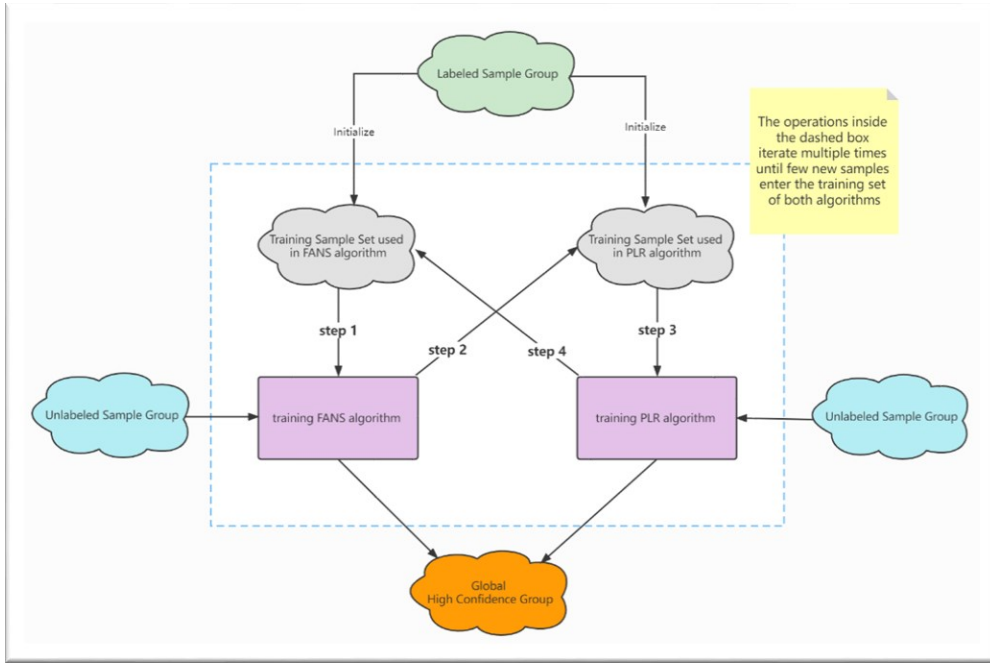 Labeled Sample Group
Initialize
Initialize
The operations inside
the dashed box
iterate multiple times
until few new samples
enter the training set
of both algorithms
Training Sample Set used
in FANS algorithm
Training Sample Set used
in PLR algorithm
step 1
step 2
step 4
step 3
Unlabeled Sample Group
training FANS algorithm
training PLR algorithm
Unlabeled Sample Group
Global
High Confidence Group